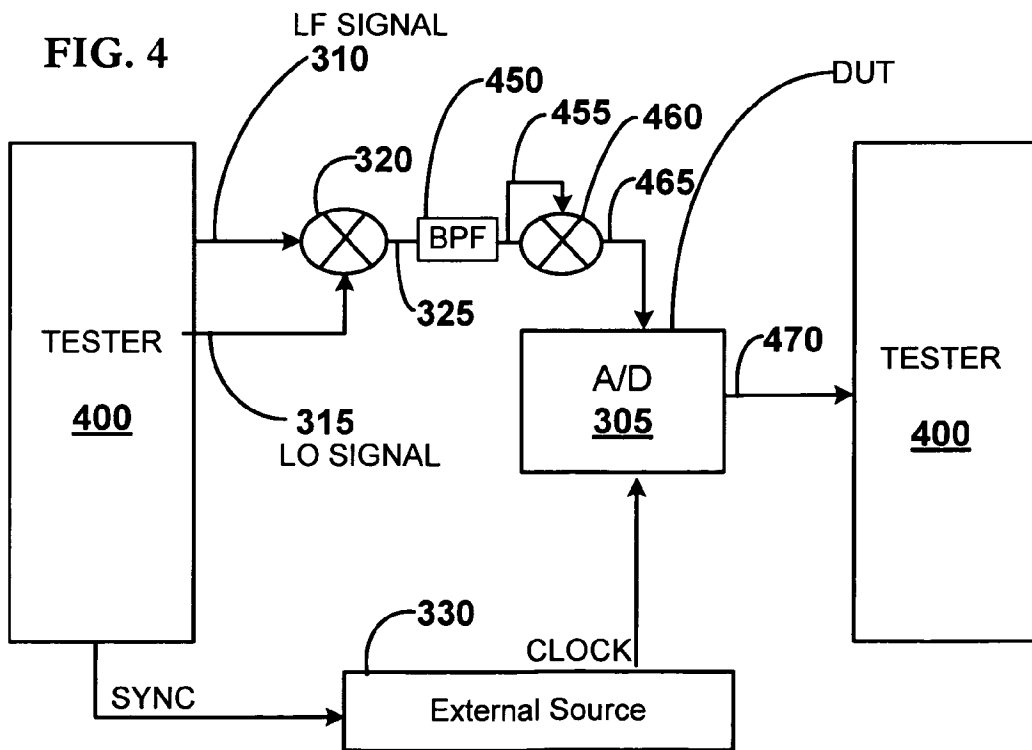 FIG. 4
LF SIGNAL
310
450
455
460
DUT
320
465
BPF
325
TESTER
400
315
LO SIGNAL
A/D
305
470
TESTER
400
330
CLOCK
SYNC
External Source